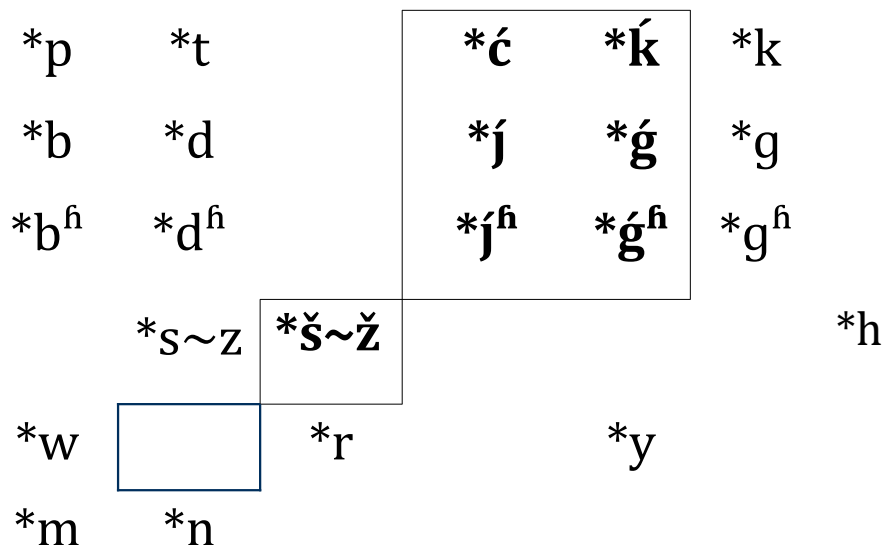 *p *t *ć *ḱ *k
*b *d *j́ *ǵ *g
*bʱ *dʱ *j́ʱ *ǵʱ *gʱ
*s~z *š~ž *h
*w *r *y
*m *n